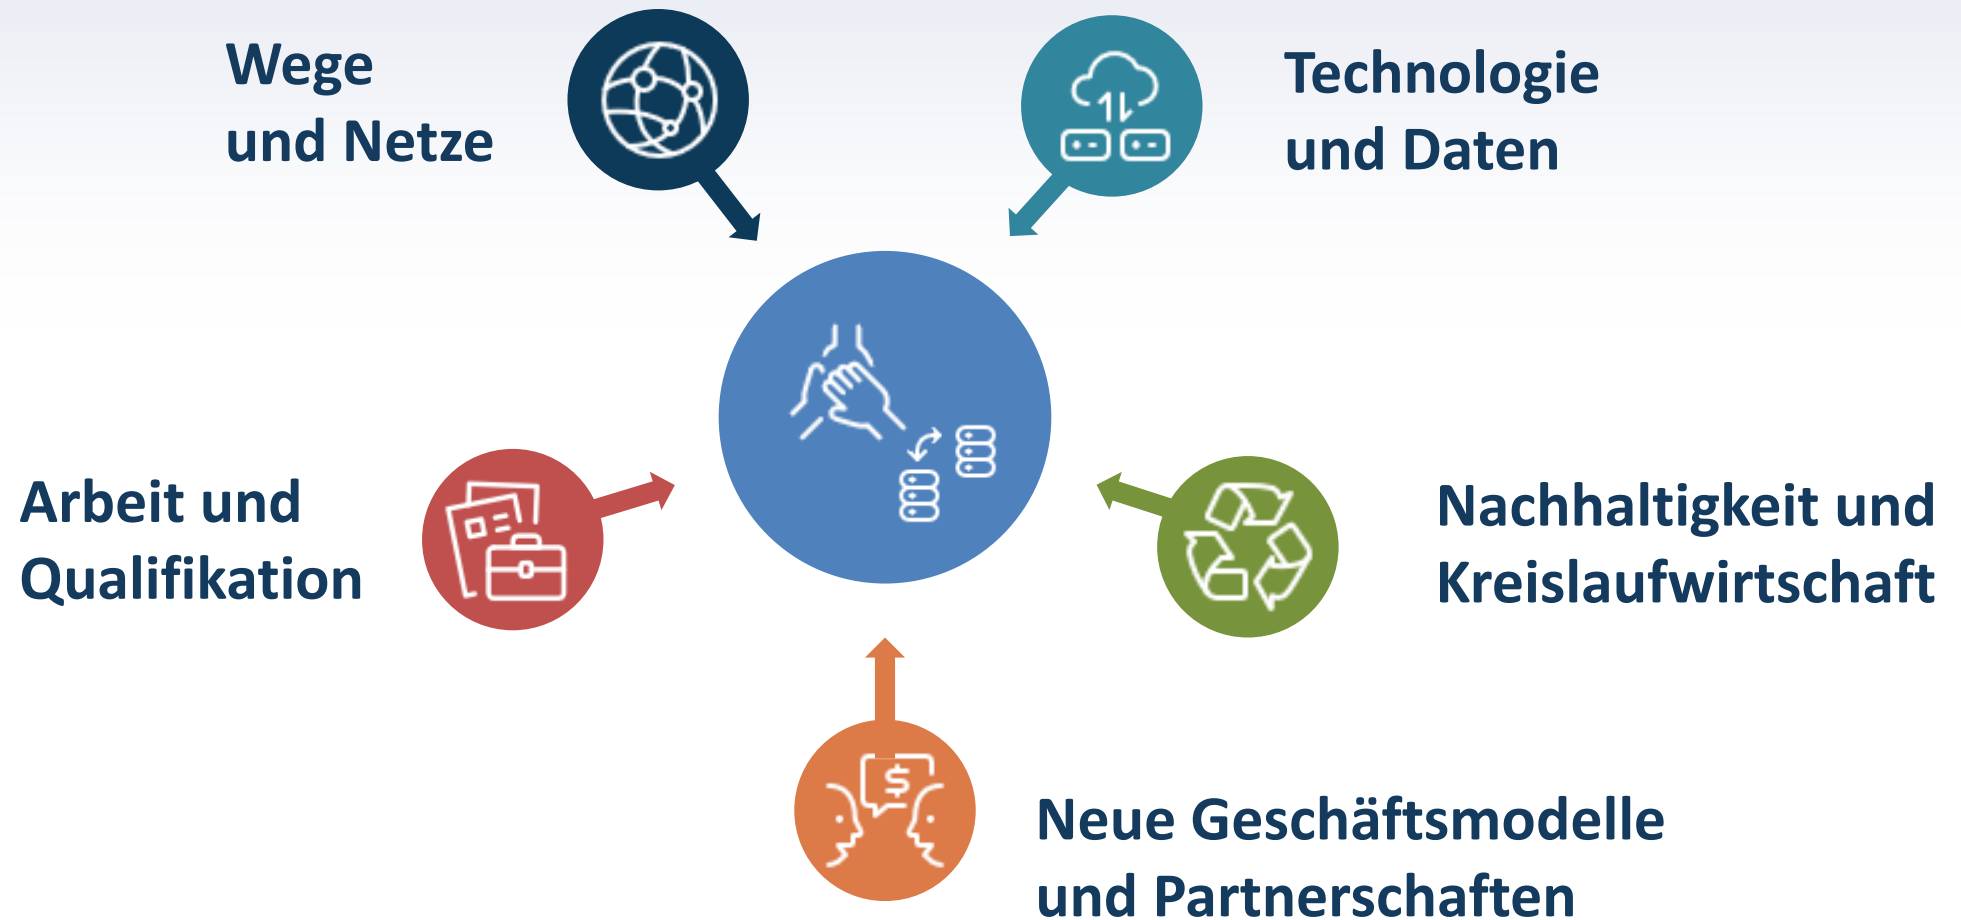 Wege
und Netze
Technologie
und Daten
Arbeit und
Qualifikation
Nachhaltigkeit und
Kreislaufwirtschaft
$
Neue Geschäftsmodelle
und Partnerschaften